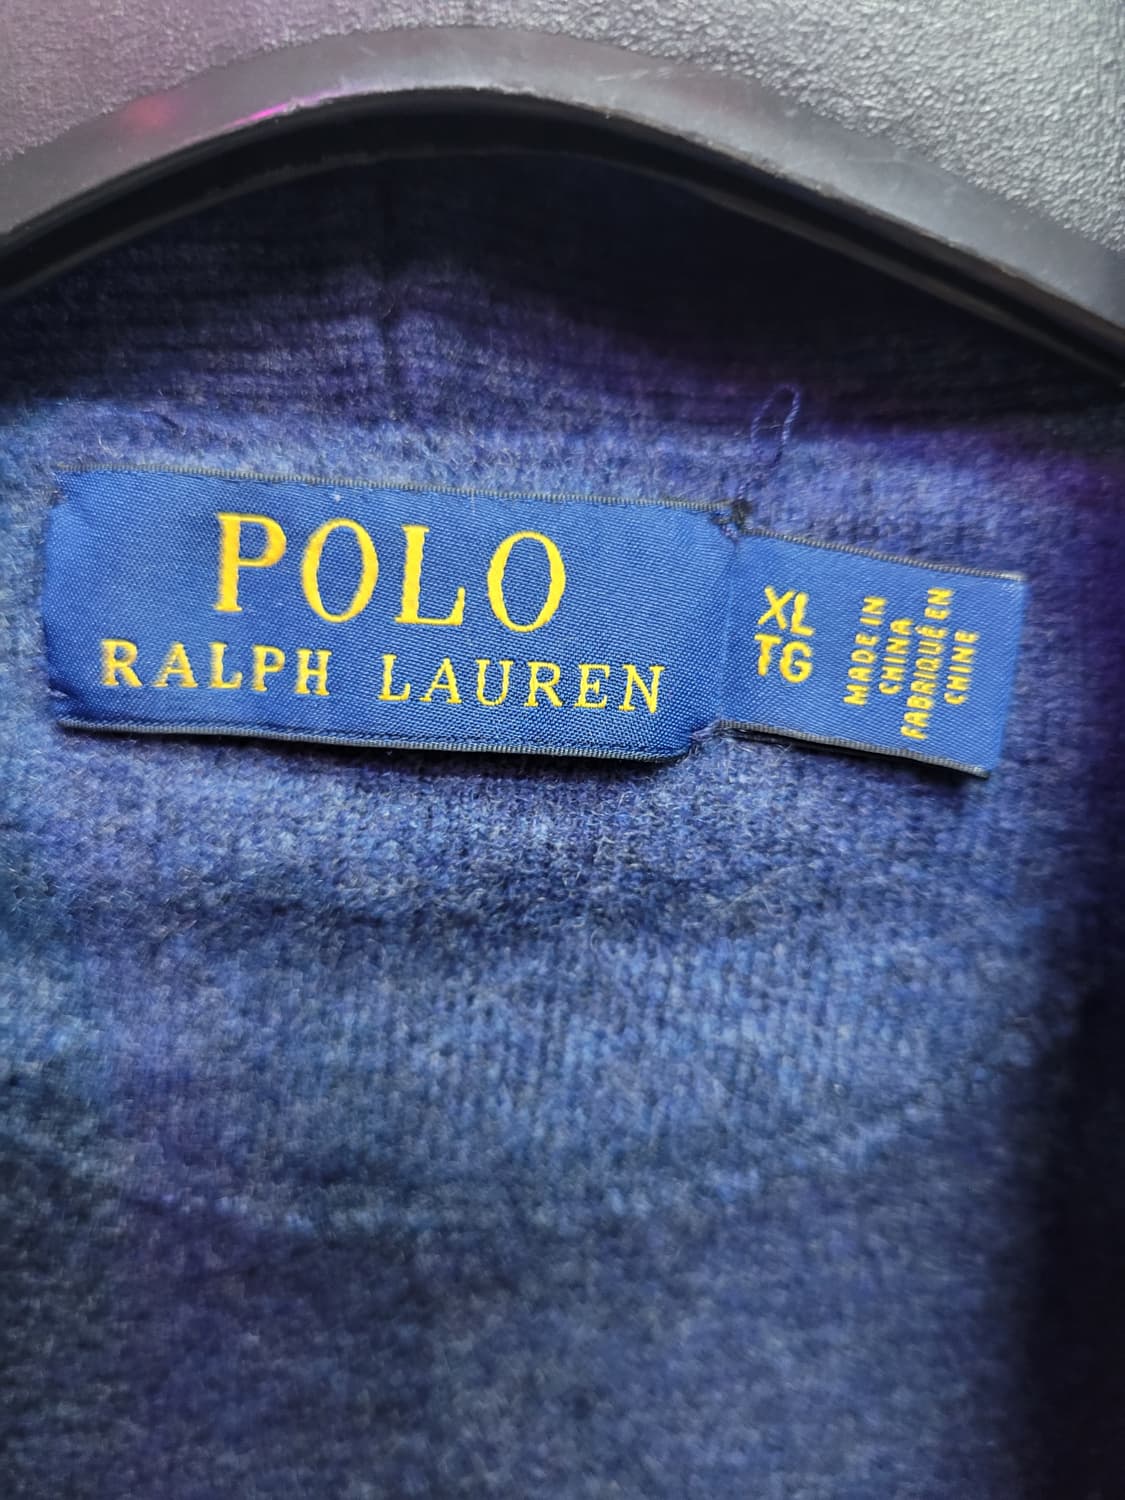 POLO
RALPH LAUREN
XL
TG
MADE IN
CHINA
FABRIQUÉ EN
CHINE